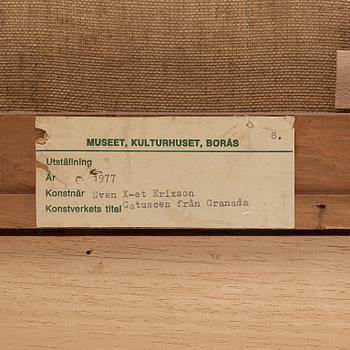 8.
MUSEET, KULTURHUSET, BORÅS
Utställning
År 1977
Konstnär Sven X-et Erixson
Konstverkets titel Gatuscen från Granada